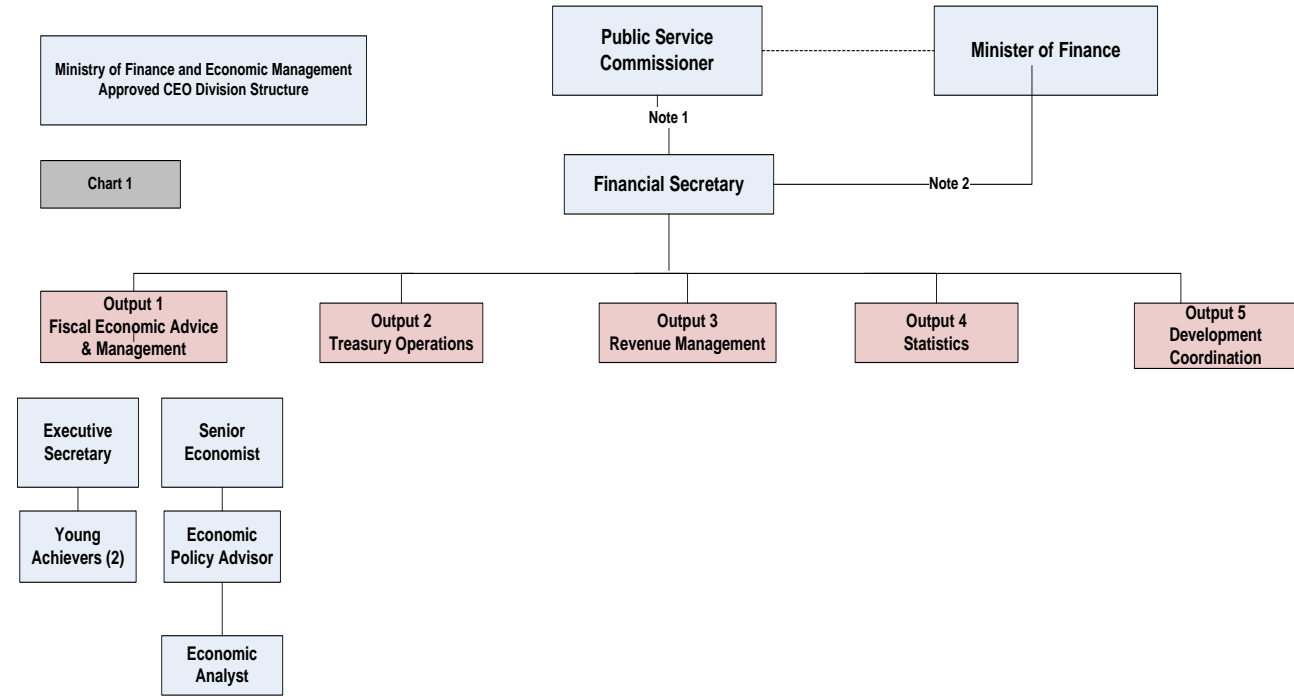 Ministry of Finance and Economic Management
Approved CEO Division Structure
Public Service
Commissioner
Minister of Finance
Note 1
Chart 1
Financial Secretary
Note 2
Output 1
Fiscal Economic Advice
& Management
Output 2
Treasury Operations
Output 3
Revenue Management
Output 4
Statistics
Output 5
Development
Coordination
Executive
Secretary
Senior
Economist
Young
Achievers (2)
Economic
Policy Advisor
Economic
Analyst